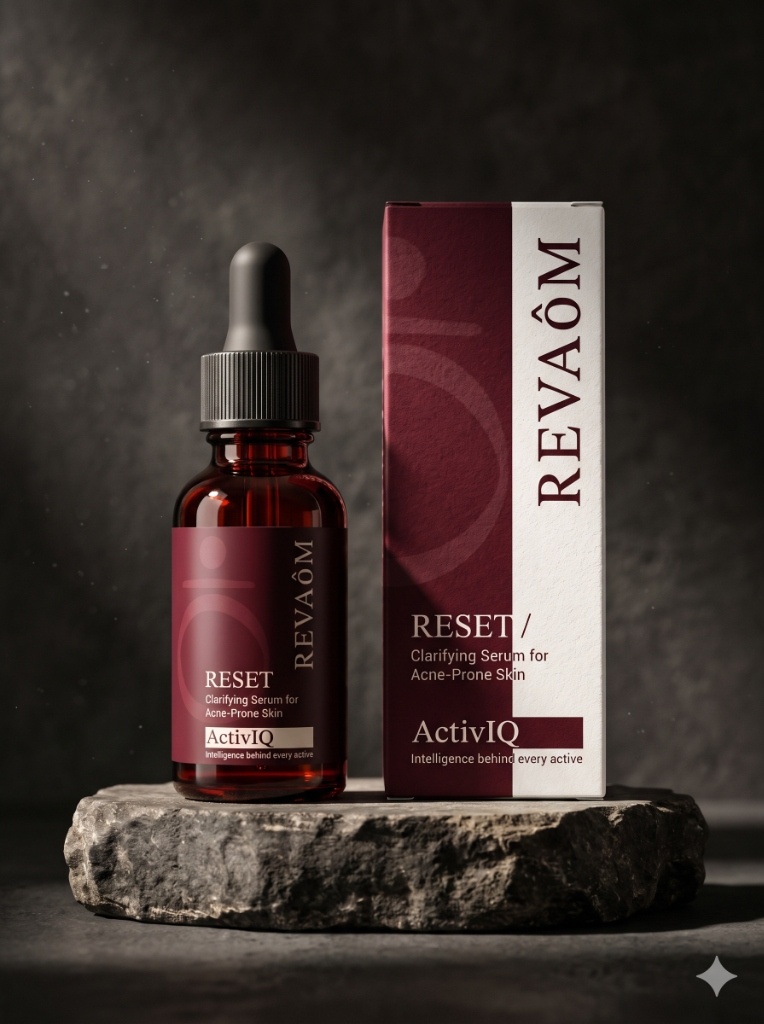 REVAÔM
RESET
Clarifying Serum for
Acne-Prone Skin
ActivIQ
Intelligence behind every active
REVAÔM
RESET /
Clarifying Serum for
Acne-Prone Skin
ActivIQ
Intelligence behind every active